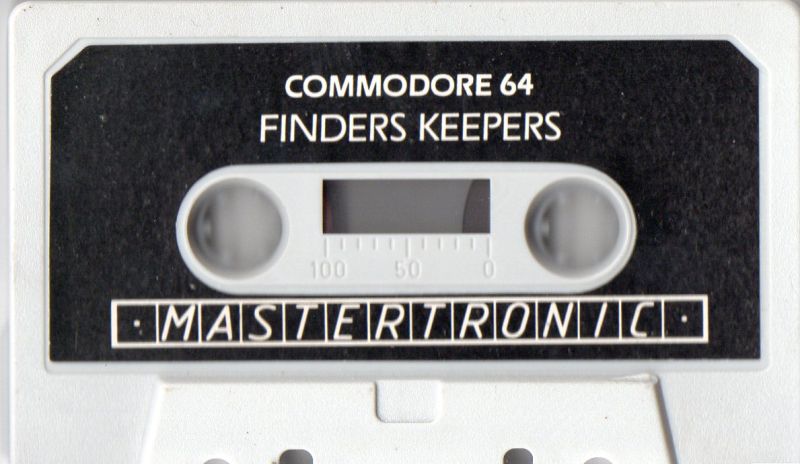 COMMODORE 64
FINDERS KEEPERS
100 50 0
· MASTERTRONIC ·